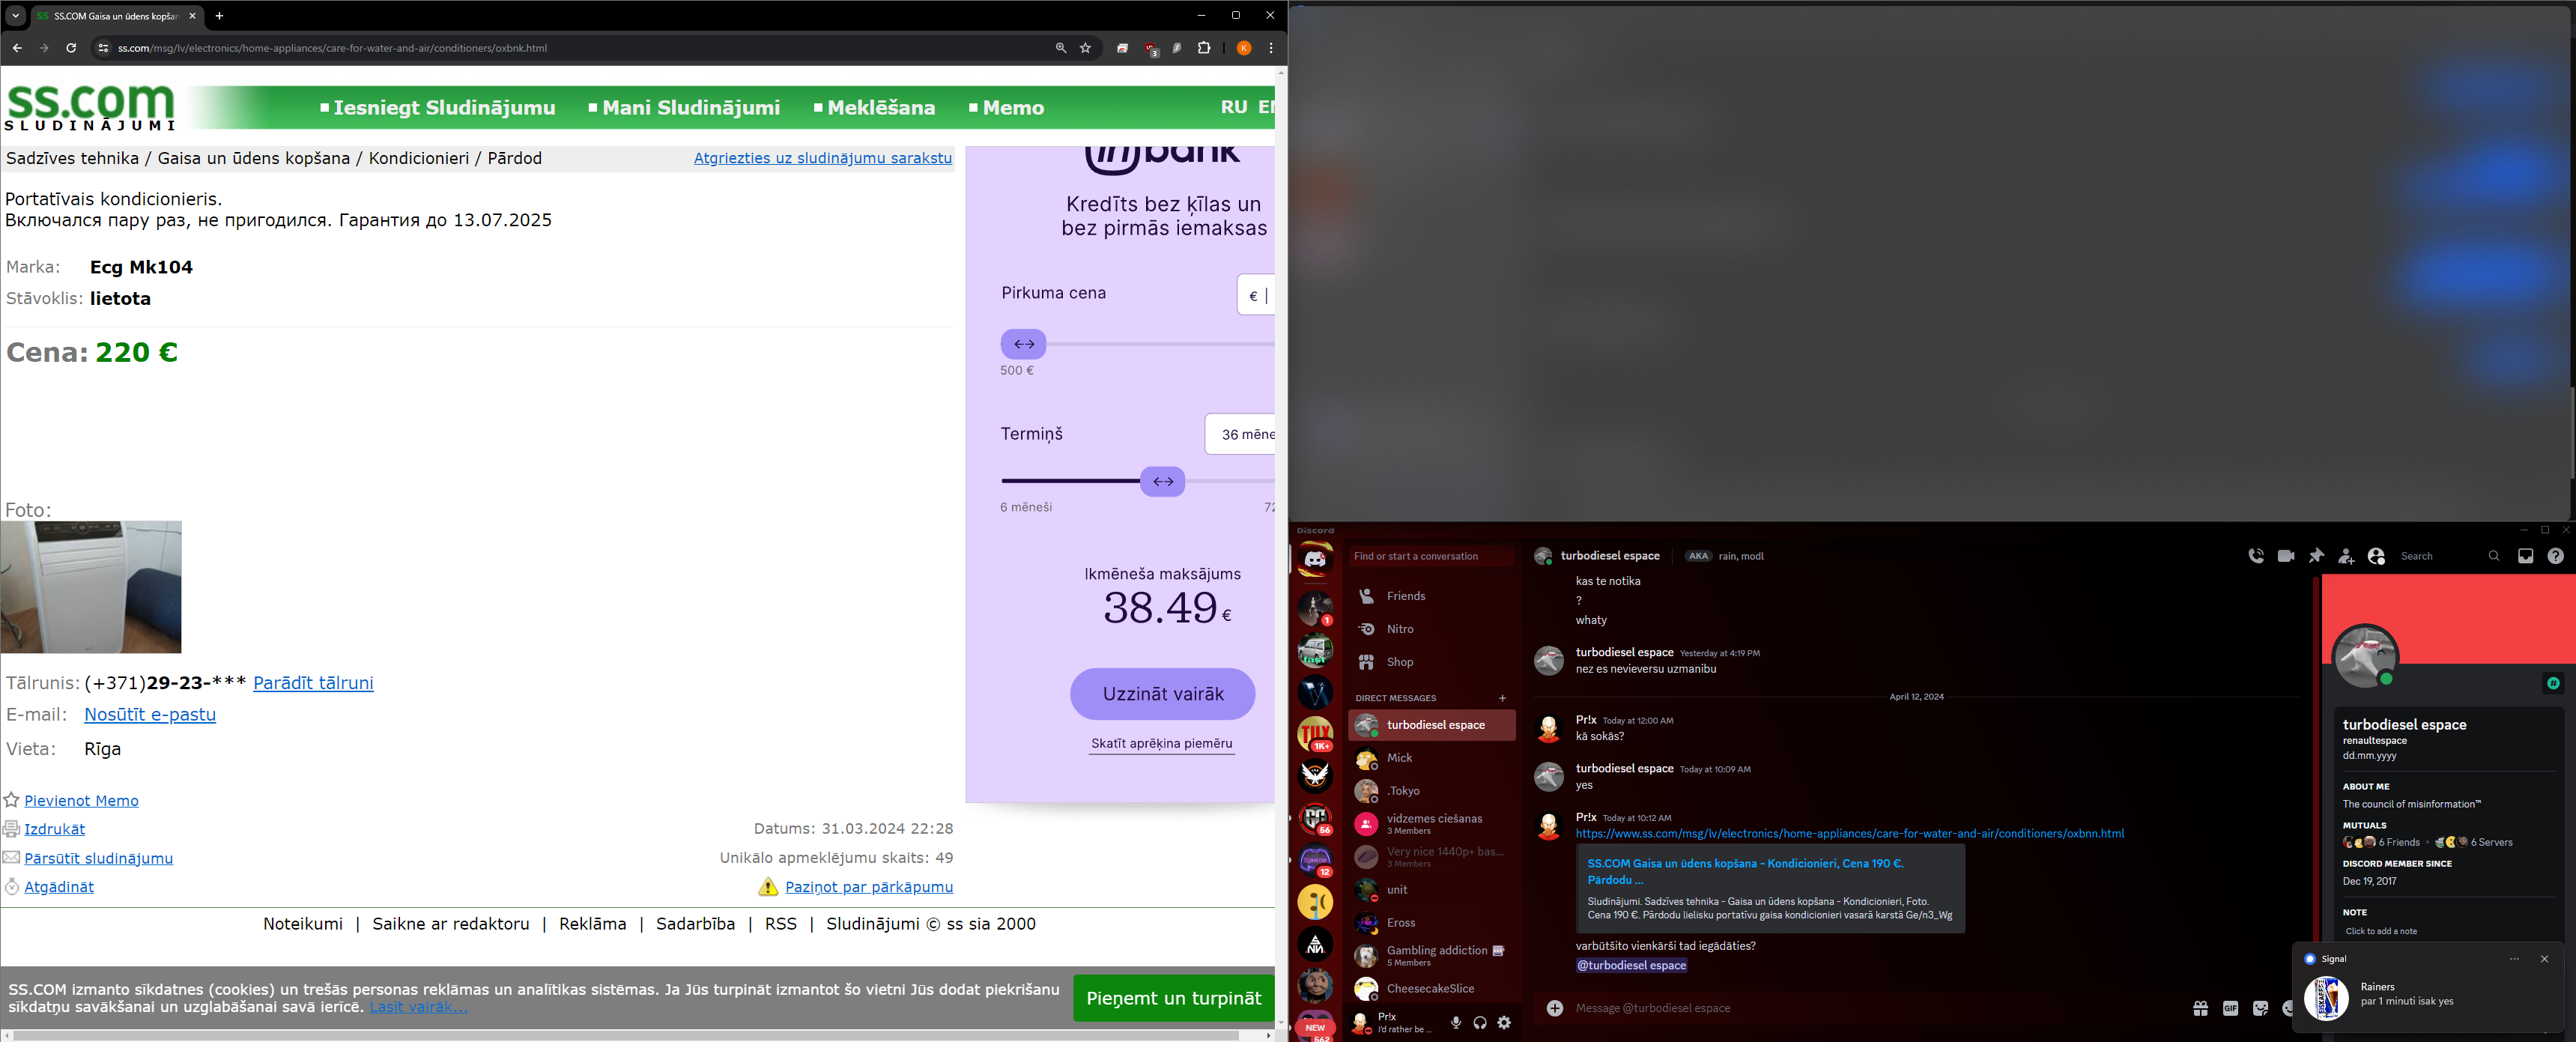 SS SS.COM Gaisa un ūdens kopšan
ss.com/msg/lv/electronics/home-appliances/care-for-water-and-air/conditioners/oxbnk.html
3
K
ss.com
SLUDINĀJUMI
Iesniegt Sludinājumu
Mani Sludinājumi
Meklēšana
Memo
RU
Sadzīves tehnika / Gaisa un ūdens kopšana / Kondicionieri / Pārdod
Atgriezties uz sludinājumu sarakstu
Portatīvais kondicionieris.
Включался пару раз, не пригодился. Гарантия до 13.07.2025
Marka: Ecg Mk104
Stāvoklis: lietota
Cena: 220 €
Foto:
Tālrunis: (+371)29-23-*** Parādīt tālruni
E-mail: Nosūtīt e-pastu
Vieta: Rīga
Pievienot Memo
Izdrukāt
Pārsūtīt sludinājumu
Atgādināt
Datums: 31.03.2024 22:28
Unikālo apmeklējumu skaits: 49
Paziņot par pārkāpumu
Noteikumi | Saikne ar redaktoru | Reklāma | Sadarbība | RSS | Sludinājumi © ss sia 2000
SS.COM izmanto sīkdatnes (cookies) un trešās personas reklāmas un analītikas sistēmas. Ja Jūs turpināt izmantot šo vietni Jūs dodat piekrišanu
sīkdatņu savākšanai un uzglabāšanai savā ierīcē. Lasīt vairāk...
Pieņemt un turpināt
inbank
Kredīts bez ķīlas un
bez pirmās iemaksas
Pirkuma cena
€
500 €
Termiņš
36 mēne
6 mēneši
72
Ikmēneša maksājums
38.49 €
Uzzināt vairāk
Skatīt aprēķina piemēru
Discord
1
fast
TUX
1K+
56
12
NEW
562
Find or start a conversation
Friends
Nitro
Shop
DIRECT MESSAGES
turbodiesel espace
Mick
.Tokyo
vidzemes ciešanas
3 Members
Very nice 1440p+ bas...
3 Members
unit
Eross
Gambling addiction
5 Members
CheesecakeSlice
Pr!x
I'd rather be ...
turbodiesel espace
AKA rain, modl
Search
kas te notika
?
whaty
turbodiesel espace Yesterday at 4:19 PM
nez es nevieversu uzmanibu
April 12, 2024
Pr!x Today at 12:00 AM
kā sokās?
turbodiesel espace Today at 10:09 AM
yes
Pr!x Today at 10:12 AM
https://www.ss.com/msg/lv/electronics/home-appliances/care-for-water-and-air/conditioners/oxbnn.html
SS.COM Gaisa un ūdens kopšana - Kondicionieri, Cena 190 €.
Pārdodu ...
Sludinājumi. Sadzīves tehnika - Gaisa un ūdens kopšana - Kondicionieri, Foto.
Cena 190 €. Pārdodu lielisku portatīvu gaisa kondicionieri vasarā karstā Ge/n3_Wg
varbūtšito vienkārši tad iegādāties?
@turbodiesel espace
Message @turbodiesel espace
GIF
turbodiesel espace
renaultespace
dd.mm.yyyy
ABOUT ME
The council of misinformation™
MUTUALS
6 Friends • 6 Servers
DISCORD MEMBER SINCE
Dec 19, 2017
NOTE
Click to add a note
Signal
Rainers
par 1 minuti isak yes